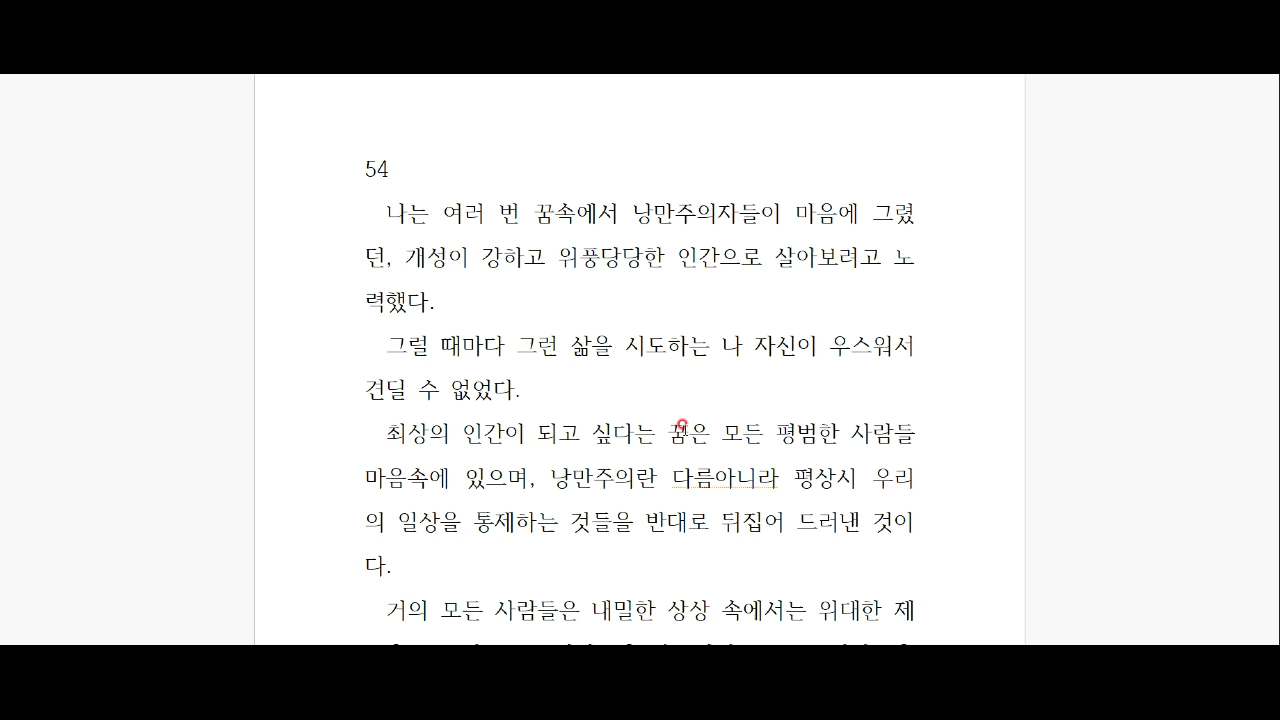 54
나는 여러 번 꿈속에서 낭만주의자들이 마음에 그렸
던, 개성이 강하고 위풍당당한 인간으로 살아보려고 노
력했다.
그럴 때마다 그런 삶을 시도하는 나 자신이 우스워서
견딜 수 없었다.
최상의 인간이 되고 싶다는 꿈은 모든 평범한 사람들
마음속에 있으며, 낭만주의란 다름아니라 평상시 우리
의 일상을 통제하는 것들을 반대로 뒤집어 드러낸 것이
다.
거의 모든 사람들은 내밀한 상상 속에서는 위대한 제